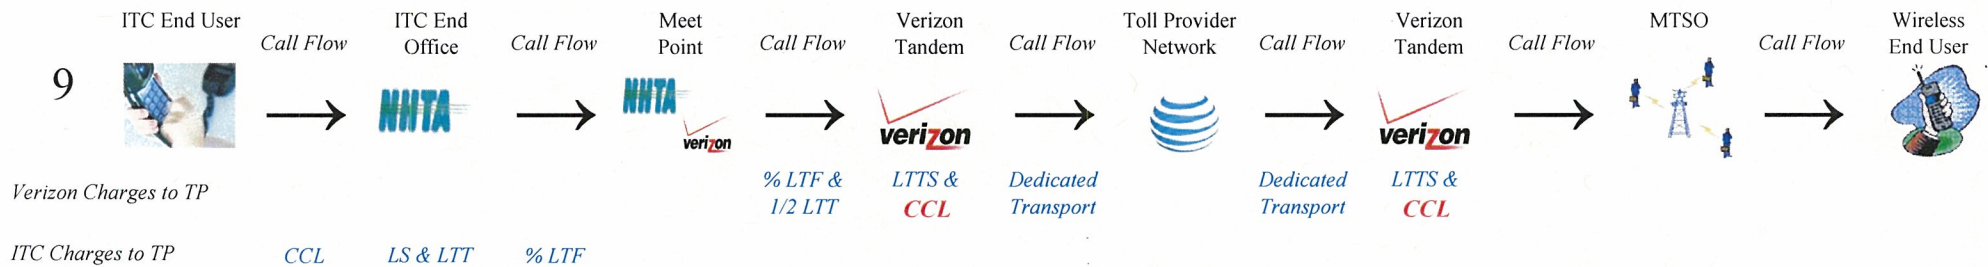 ITC End User
Call Flow
ITC End
Office
Call Flow
Meet
Point
Call Flow
Verizon
Tandem
Call Flow
Toll Provider
Network
Call Flow
Verizon
Tandem
Call Flow
MTSO
Call Flow
Wireless
End User
9
NHTA
NHTA
verizon
verizon
verizon
Verizon Charges to TP
% LTF &
1/2 LTT
LTTS &
CCL
Dedicated
Transport
Dedicated
Transport
LTTS &
CCL
ITC Charges to TP
CCL
LS & LTT
% LTF